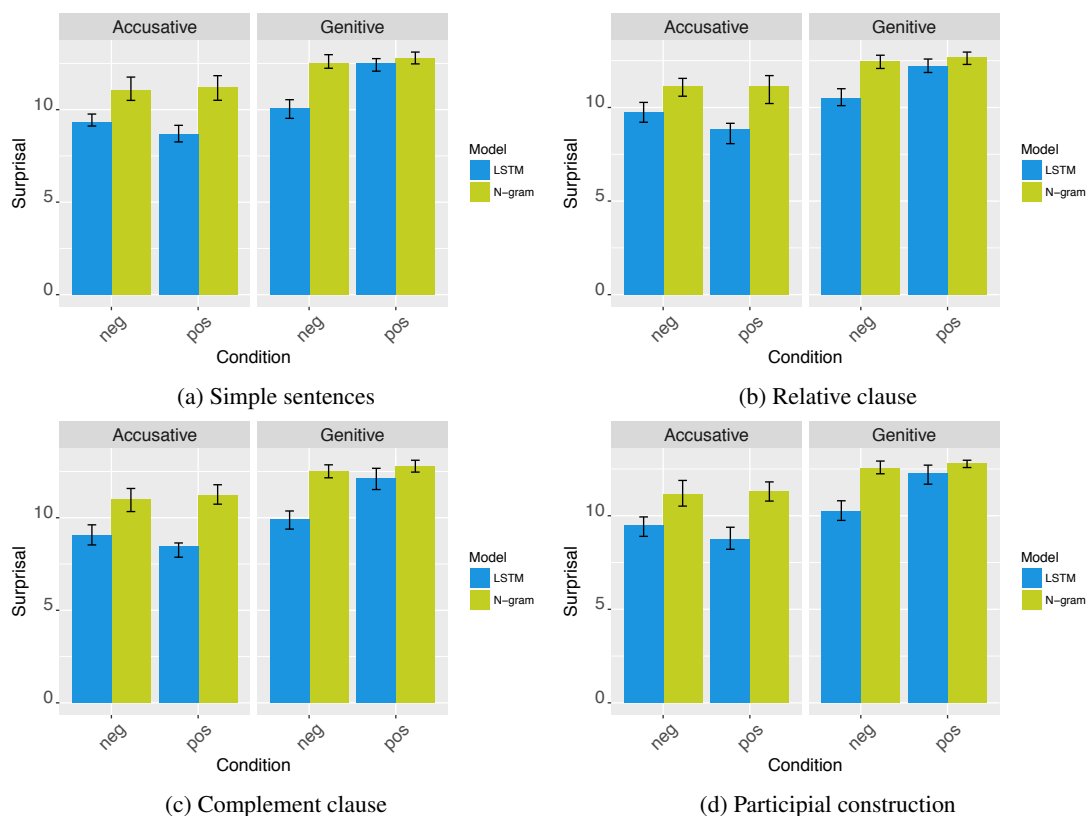 Accusative Genitive
10
5
0
Surprisal
neg pos neg pos
Condition
Model
LSTM
N-gram
(a) Simple sentences
Accusative Genitive
10
5
0
Surprisal
neg pos neg pos
Condition
Model
LSTM
N-gram
(b) Relative clause
Accusative Genitive
10
5
0
Surprisal
neg pos neg pos
Condition
Model
LSTM
N-gram
(c) Complement clause
Accusative Genitive
10
5
0
Surprisal
neg pos neg pos
Condition
Model
LSTM
N-gram
(d) Participial construction